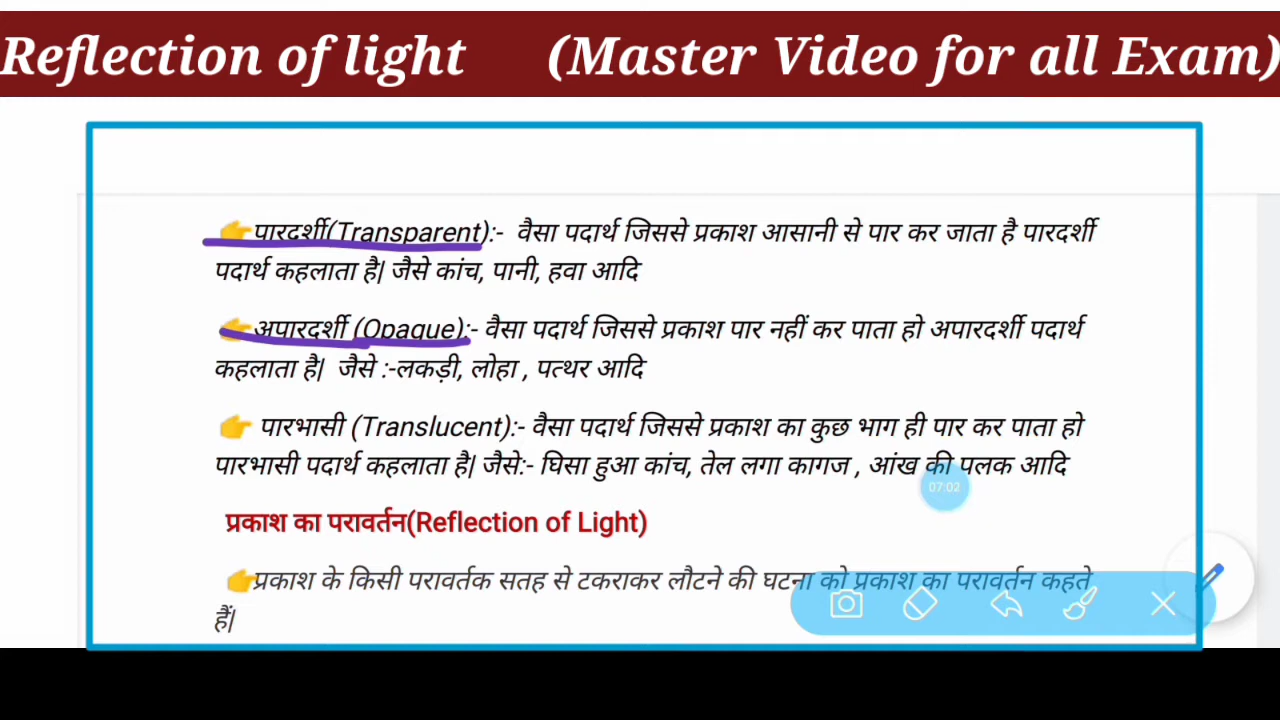 Reflection of light (Master Video for all Exam)
👉पारदर्शी(Transparent):- वैसा पदार्थ जिससे प्रकाश आसानी से पार कर जाता है पारदर्शी
पदार्थ कहलाता है| जैसे कांच, पानी, हवा आदि
👉अपारदर्शी (Opaque):- वैसा पदार्थ जिससे प्रकाश पार नहीं कर पाता हो अपारदर्शी पदार्थ
कहलाता है| जैसे :-लकड़ी, लोहा , पत्थर आदि
👉 पारभासी (Translucent):- वैसा पदार्थ जिससे प्रकाश का कुछ भाग ही पार कर पाता हो
पारभासी पदार्थ कहलाता है| जैसे:- घिसा हुआ कांच, तेल लगा कागज , आंख की पलक आदि
07:02
प्रकाश का परावर्तन(Reflection of Light)
👉प्रकाश के किसी परावर्तक सतह से टकराकर लौटने की घटना को प्रकाश का परावर्तन कहते
हैं|